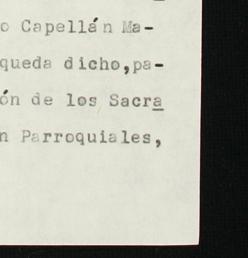 o Capellán Ma-
queda dicho,pa-
ón de los Sacra
n Parroquiales,